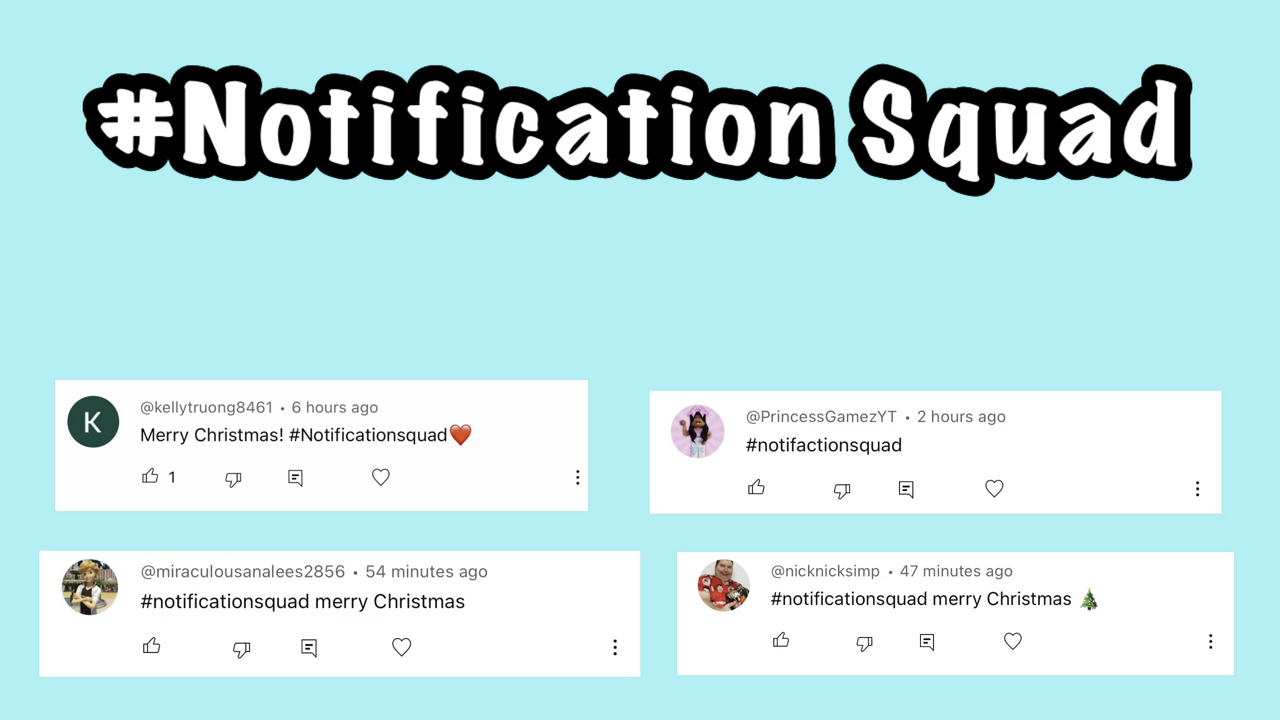 #Notification Squad
@kellytruong8461 • 6 hours ago
Merry Christmas! #Notificationsquad❤️
1
@PrincessGamezYT • 2 hours ago
#notifactionsquad
@miraculousanalees2856 • 54 minutes ago
#notificationsquad merry Christmas
@nicknicksimp • 47 minutes ago
#notificationsquad merry Christmas 🎄
K